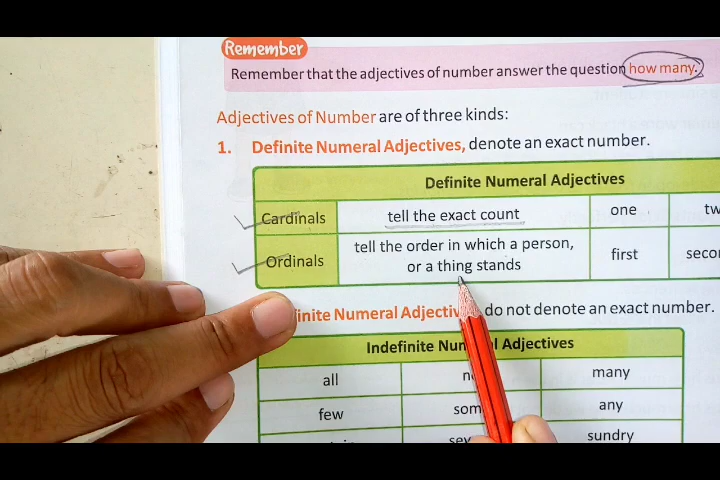 Remember
Remember that the adjectives of number answer the question how many.
Adjectives of Number are of three kinds:
1. Definite Numeral Adjectives, denote an exact number.
Definite Numeral Adjectives
Cardinals tell the exact count one
Ordinals tell the order in which a person, or a thing stands first
Numeral do not denote an exact number.
Indefinite Adjectives
all many
few any
sundry